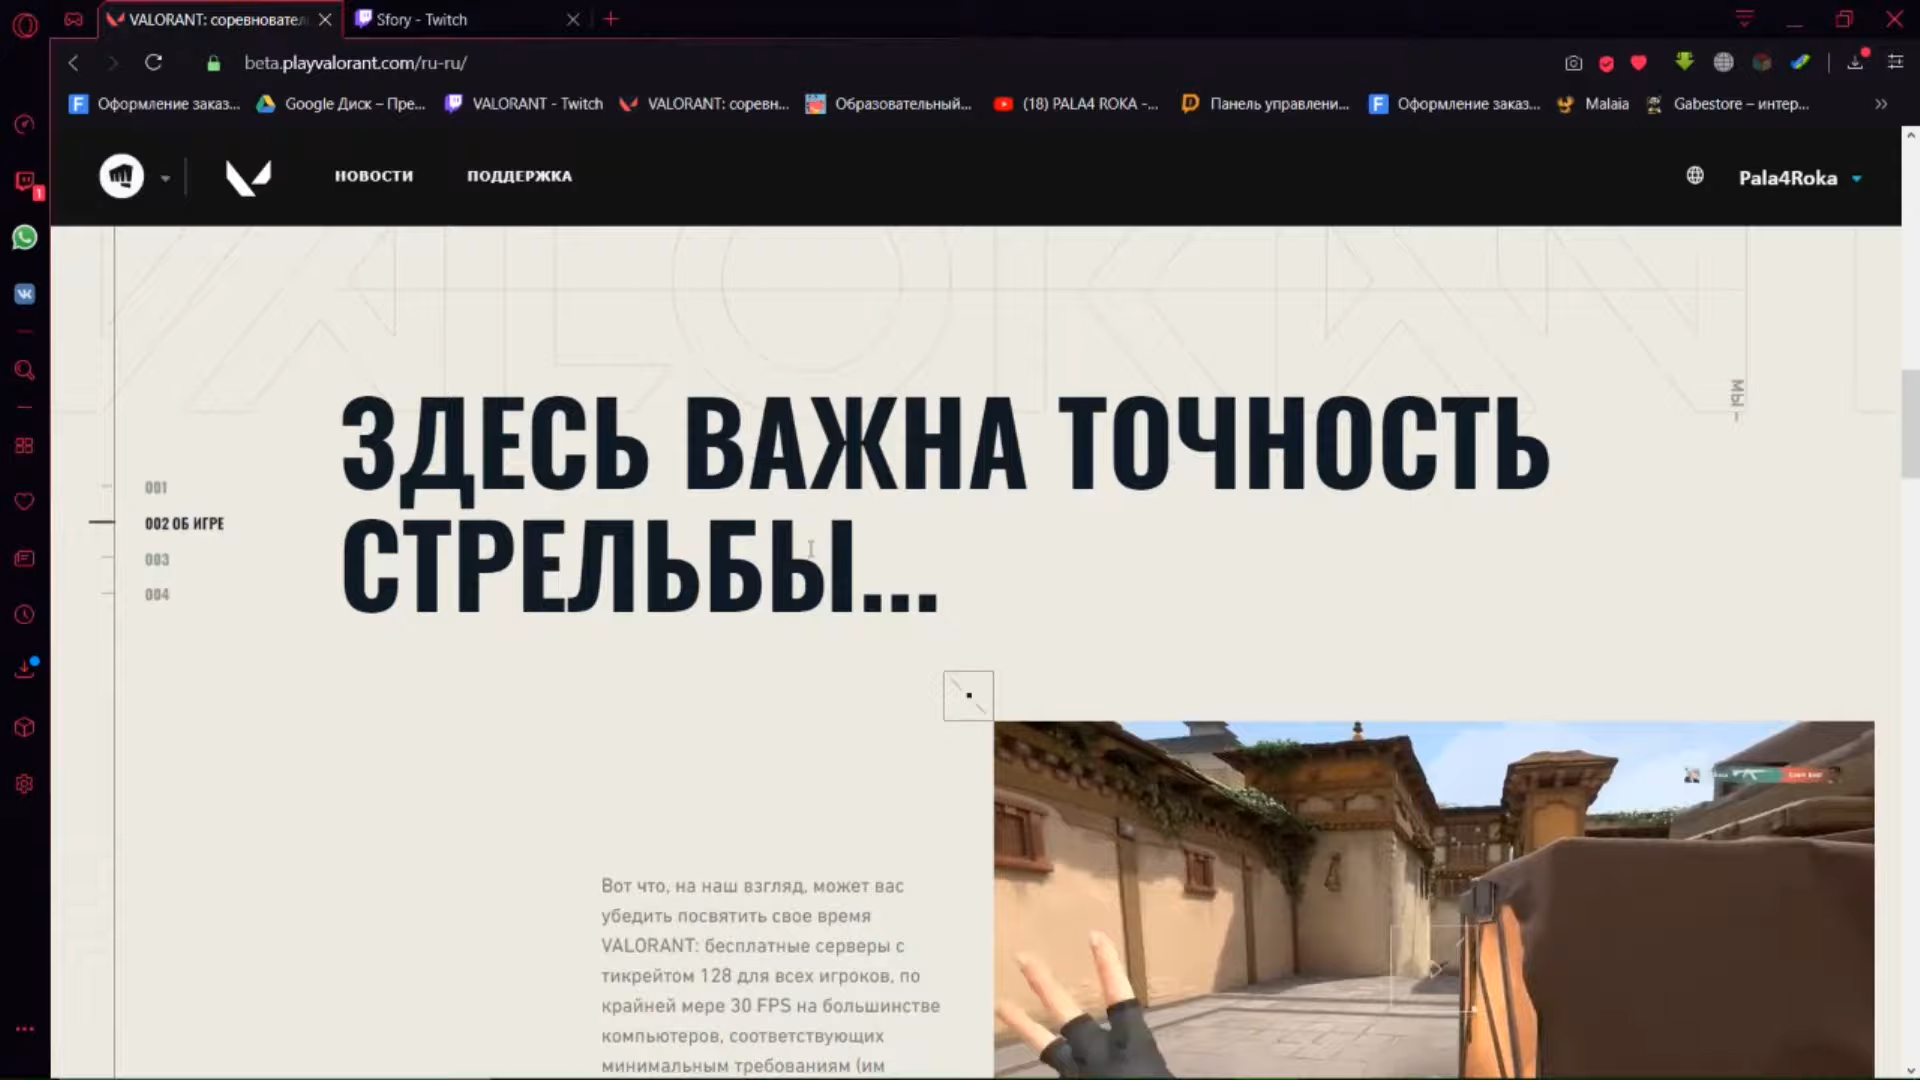 VALORANT: соревновател
Sfory - Twitch
beta.playvalorant.com/ru-ru/
Оформление заказ...
Google Диск – Пре...
VALORANT - Twitch
VALORANT: соревн...
Образовательный...
(18) PALA4 ROKA -...
Панель управлени...
Оформление заказ...
Malaia
Gabestore – интер...
1
НОВОСТИ
ПОДДЕРЖКА
Pala4Roka
МЫ –
ЗДЕСЬ ВАЖНА ТОЧНОСТЬ
СТРЕЛЬБЫ...
001
002 ОБ ИГРЕ
003
004
Вот что, на наш взгляд, может вас
убедить посвятить свое время
VALORANT: бесплатные серверы с
тикрейтом 128 для всех игроков, по
крайней мере 30 FPS на большинстве
компьютеров, соответствующих
минимальным требованиям (им